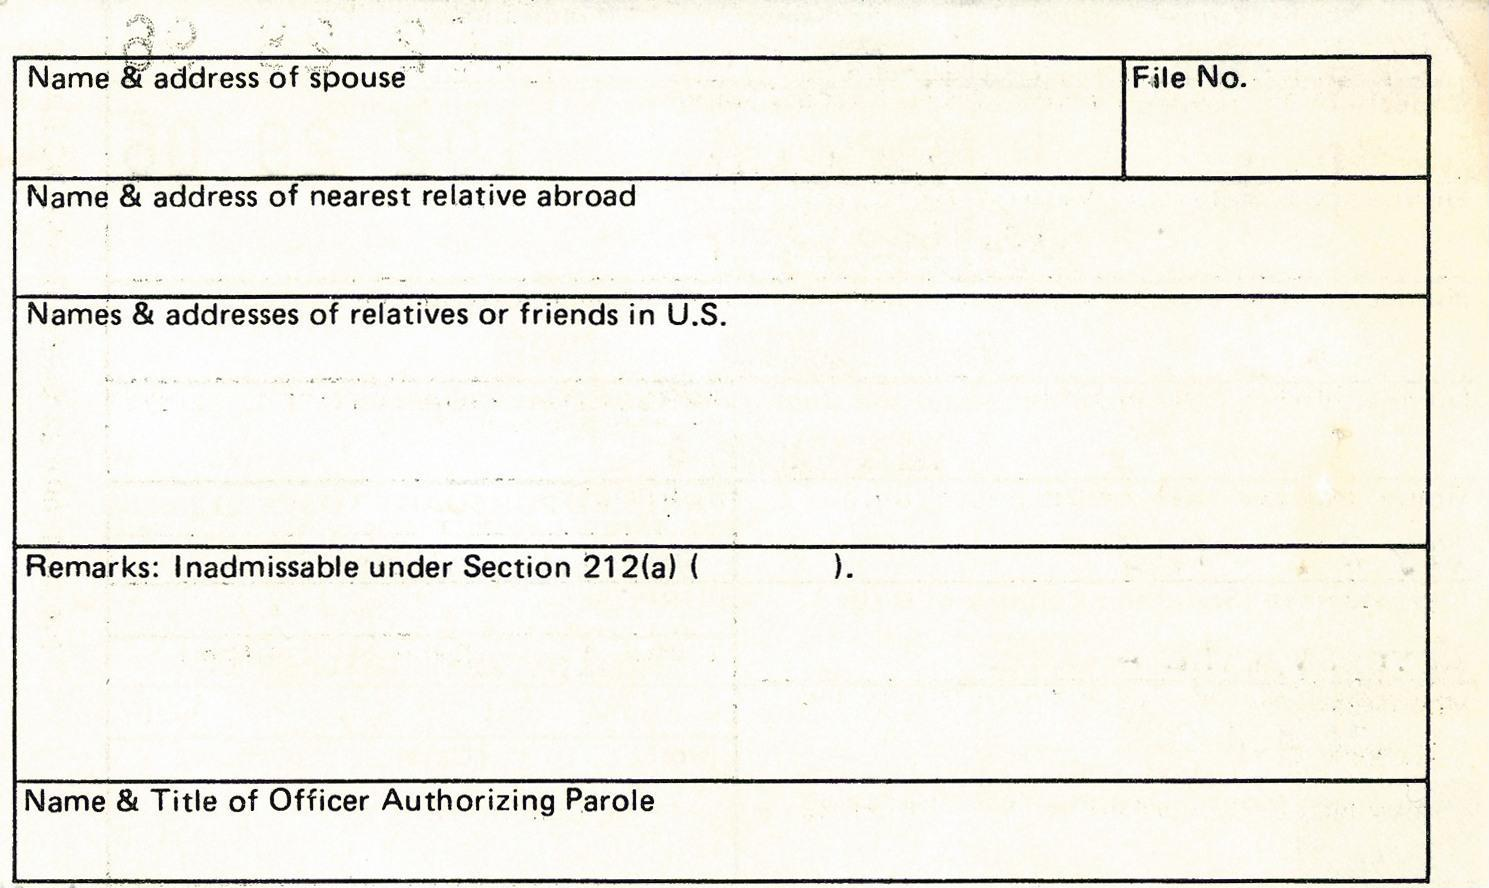 Name & address of spouse
File No.
Name & address of nearest relative abroad
Names & addresses of relatives or friends in U.S.
Remarks: Inadmissable under Section 212(a) ( ).
Name & Title of Officer Authorizing Parole